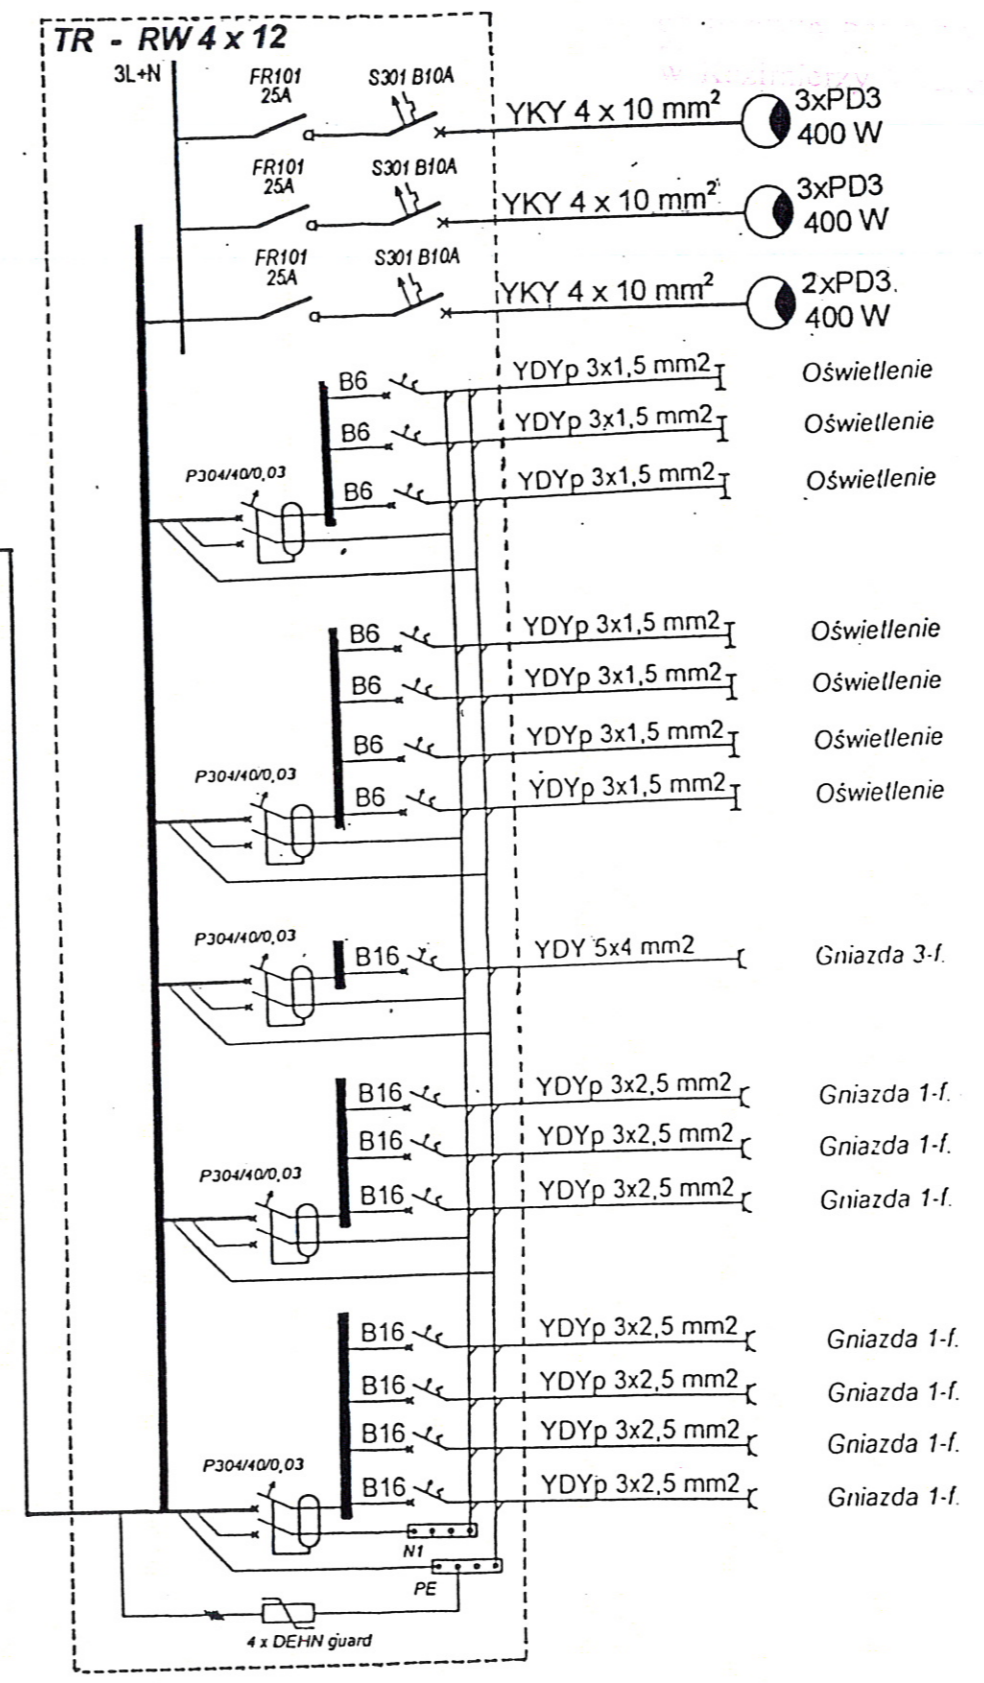 TR - RW 4 x 12
3L+N
FR101
25A
S301 B10A
YKY 4 x 10 mm²
3xPD3
400 W
FR101
25A
S301 B10A
YKY 4 x 10 mm²
3xPD3
400 W
FR101
25A
S301 B10A
YKY 4 x 10 mm²
2xPD3.
400 W
B6
YDYp 3x1,5 mm2
Oświetlenie
B6
YDYp 3x1,5 mm2
Oświetlenie
P304/40/0,03
B6
YDYp 3x1,5 mm2
Oświetlenie
B6
YDYp 3x1,5 mm2
Oświetlenie
B6
YDYp 3x1,5 mm2
Oświetlenie
B6
YDYp 3x1,5 mm2
Oświetlenie
P304/40/0,03
B6
YDYp 3x1,5 mm2
Oświetlenie
P304/40/0,03
B16
YDY 5x4 mm2
Gniazda 3-f.
B16
YDYp 3x2,5 mm2
Gniazda 1-f.
B16
YDYp 3x2,5 mm2
Gniazda 1-f.
P304/40/0,03
B16
YDYp 3x2,5 mm2
Gniazda 1-f.
B16
YDYp 3x2,5 mm2
Gniazda 1-f.
B16
YDYp 3x2,5 mm2
Gniazda 1-f.
B16
YDYp 3x2,5 mm2
Gniazda 1-f.
P304/40/0,03
B16
YDYp 3x2,5 mm2
Gniazda 1-f.
N1
PE
4 x DEHN guard